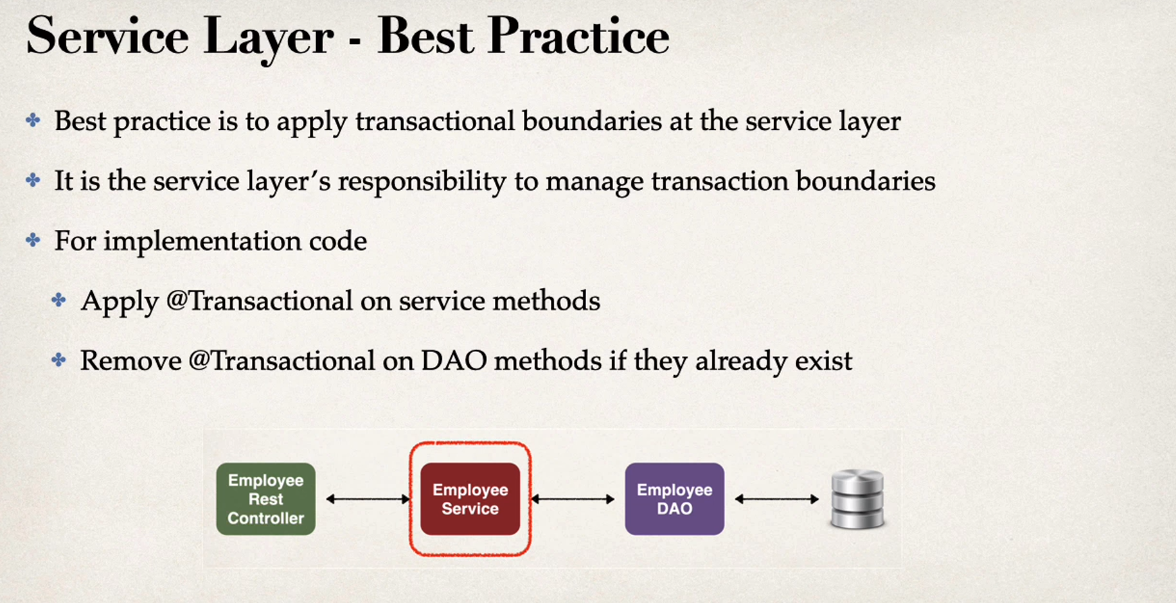 Service Layer - Best Practice
Best practice is to apply transactional boundaries at the service layer
It is the service layer’s responsibility to manage transaction boundaries
For implementation code
Apply @Transactional on service methods
Remove @Transactional on DAO methods if they already exist
Employee
Rest
Controller
Employee
Service
Employee
DAO